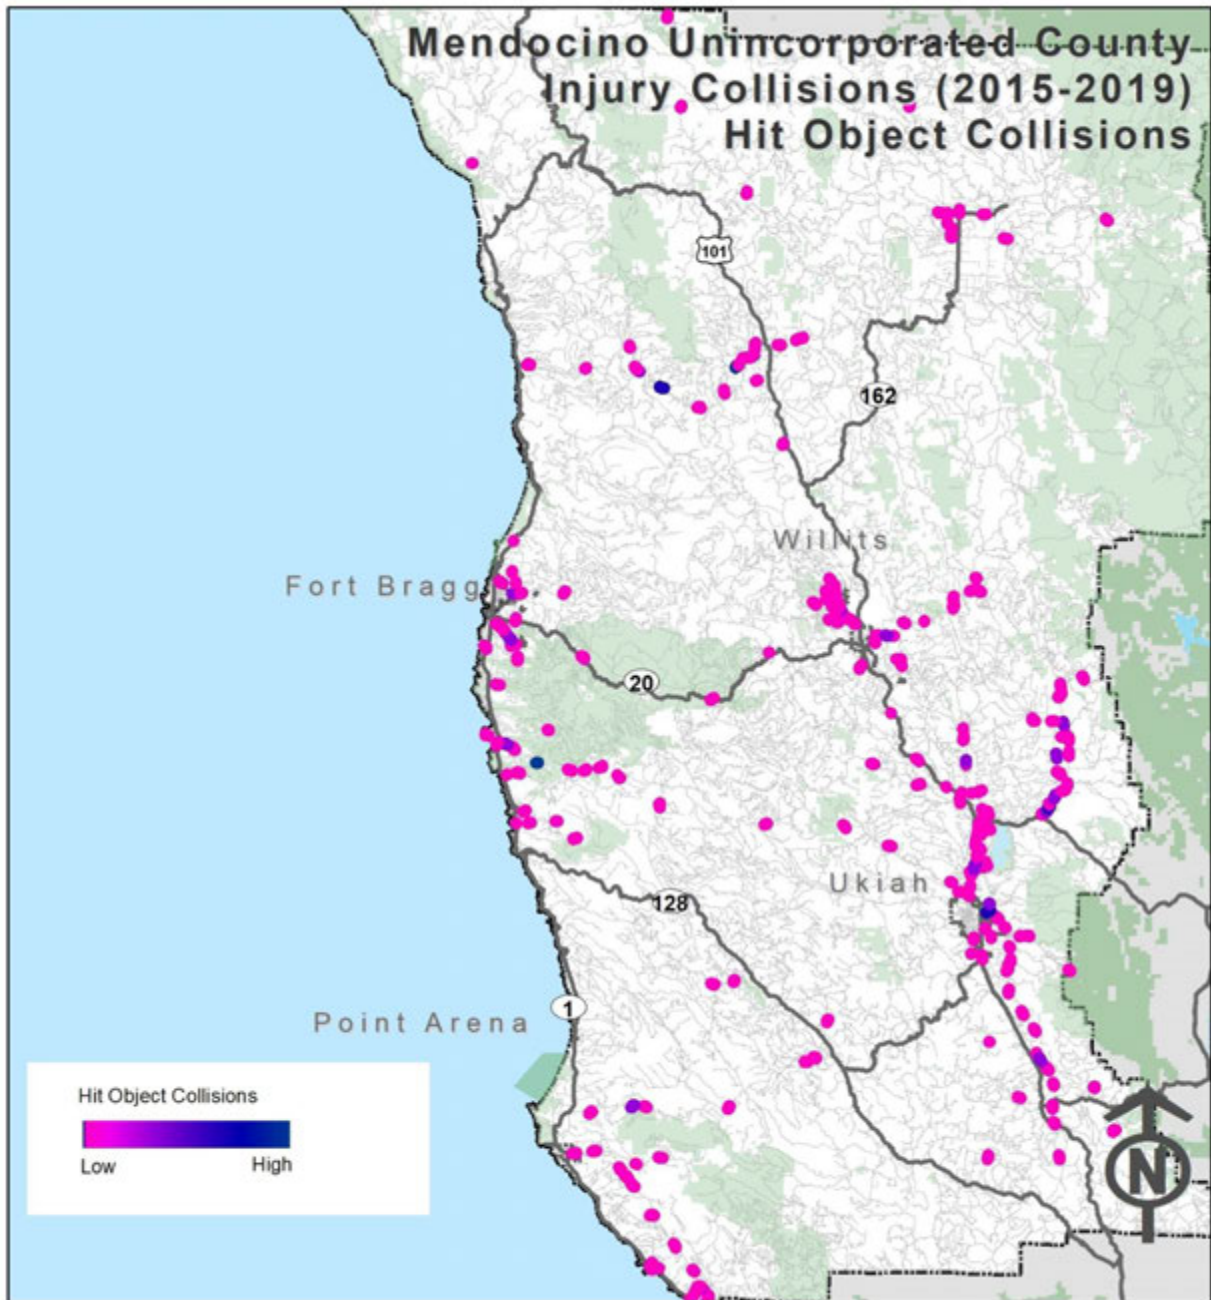 Mendocino Unincorporated County
Injury Collisions (2015-2019)
Hit Object Collisions
101
162
Willits
Fort Bragg
20
Ukiah
128
1
Point Arena
Hit Object Collisions
Low High
N